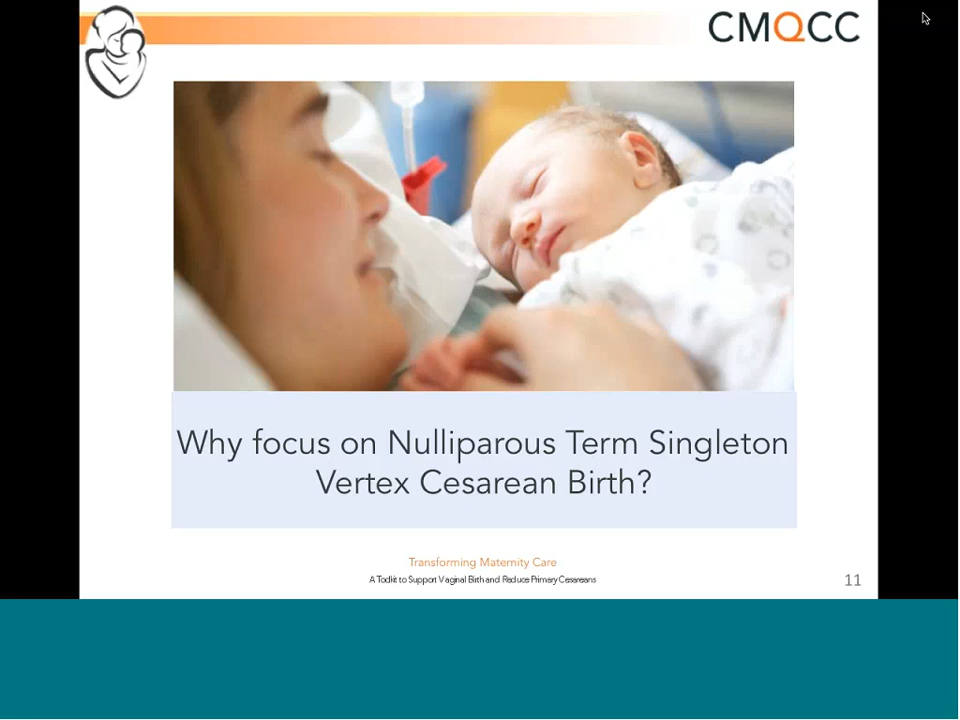 CMQCC
Why focus on Nulliparous Term Singleton
Vertex Cesarean Birth?
Transforming Maternity Care
A Toolkit to Support Vaginal Birth and Reduce Primary Cesareans
11